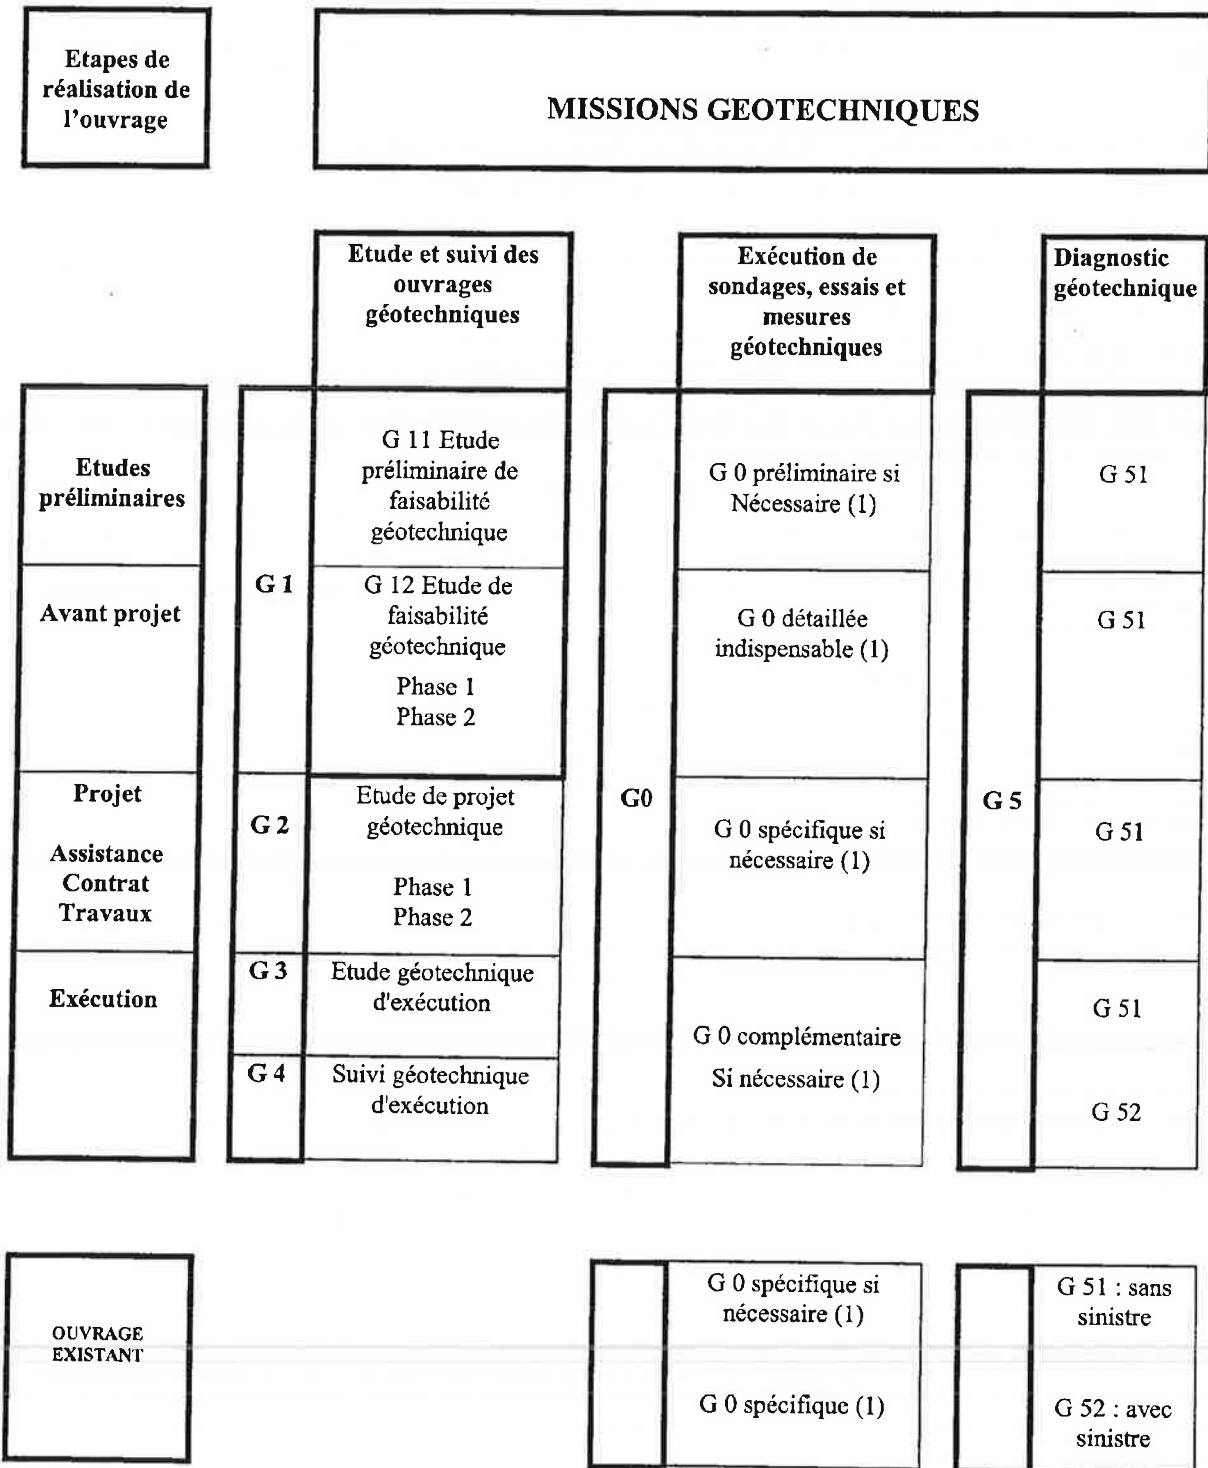 Etapes de
réalisation de
l'ouvrage
MISSIONS GEOTECHNIQUES
Etude et suivi des
ouvrages
géotechniques
Exécution de
sondages, essais et
mesures
géotechniques
Diagnostic
géotechnique
Etudes
préliminaires
G 1
G 11 Etude
préliminaire de
faisabilité
géotechnique
G 0 préliminaire si
Nécessaire (1)
G 51
Avant projet
G 12 Etude de
faisabilité
géotechnique
Phase 1
Phase 2
G 0 détaillée
indispensable (1)
G 51
Projet
Assistance
Contrat
Travaux
G 2
Etude de projet
géotechnique
Phase 1
Phase 2
G0
G 0 spécifique si
nécessaire (1)
G 5
G 51
Exécution
G 3
Etude géotechnique
d'exécution
G 4
Suivi géotechnique
d'exécution
G 0 complémentaire
Si nécessaire (1)
G 51
G 52
OUVRAGE
EXISTANT
G 0 spécifique si
nécessaire (1)
G 0 spécifique (1)
G 51 : sans
sinistre
G 52 : avec
sinistre